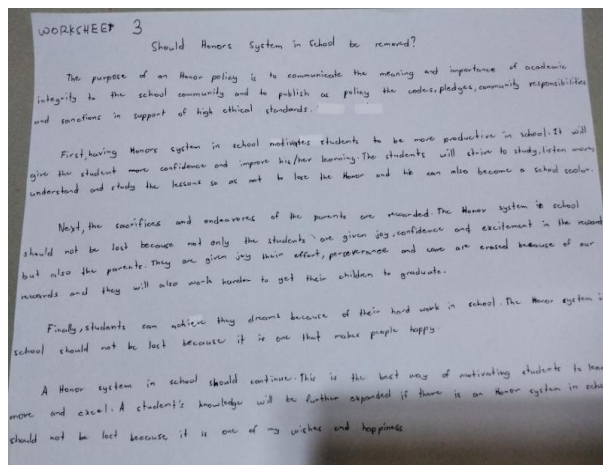 WORKSHEET 3
Should Honors System in School be removed?
The purpose of an Honor policy is to communicate the meaning and importance of academic
integrity to the school community and to publish as policy the codes, pledges, community responsibilities
and sanctions in support of high ethical standards.
First, having Honors system in school motivates students to be more productive in school. It will
give the student more confidence and improve his/her learning. The students will strive to study, listen more,
understand and study the lessons so as not to lose the Honor and he can also become a school scolar.
Next, the sacrifices and endeavores of the parents are rewarded. The Honor system in school
should not be lost because not only the students are given joy, confidence and excitement in the reward
but also the parents. They are given joy their effort, perseverance and care are erased because of our
rewards and they will also work harder to get their children to graduate.
Finally, students can achieve they dreams because of their hard work in school. The Honor system in
school should not be lost because it is one that makes people happy.
A Honor system in school should continue. This is the best way of motivating students to lear
more and excel. A student's knowledge will be further expanded if there is an Honor system in scho
should not be lost because it is one of my wishes and happiness